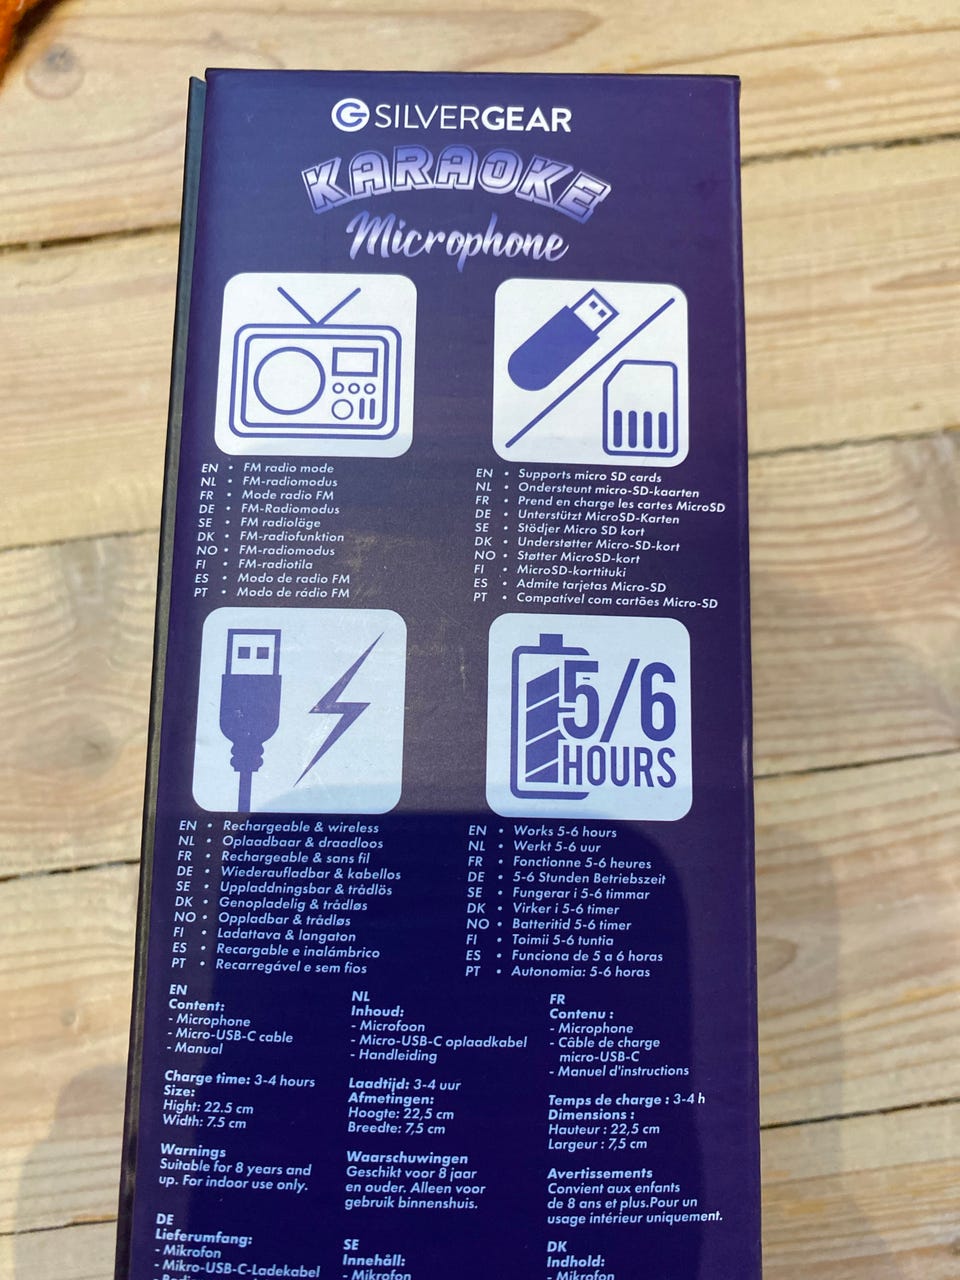 SILVERGEAR
KARAOKE
Microphone
EN • FM radio mode
NL • FM-radiomodus
FR • Mode radio FM
DE • FM-Radiomodus
SE • FM radioläge
DK • FM-radiofunktion
NO • FM-radiomodus
FI • FM-radiotila
ES • Modo de radio FM
PT • Modo de rádio FM
EN • Supports micro SD cards
NL • Ondersteunt micro-SD-kaarten
FR • Prend en charge les cartes MicroSD
DE • Unterstützt MicroSD-Karten
SE • Stödjer Micro SD kort
DK • Understøtter Micro-SD-kort
NO • Støtter MicroSD-kort
FI • MicroSD-korttituki
ES • Admite tarjetas Micro-SD
PT • Compatível com cartões Micro-SD
5/6
HOURS
EN • Rechargeable & wireless
NL • Oplaadbaar & draadloos
FR • Rechargeable & sans fil
DE • Wiederaufladbar & kabellos
SE • Uppladdningsbar & trådlös
DK • Genopladelig & trådløs
NO • Oppladbar & trådløs
FI • Ladattava & langaton
ES • Recargable e inalámbrico
PT • Recarregável e sem fios
EN • Works 5-6 hours
NL • Werkt 5-6 uur
FR • Fonctionne 5-6 heures
DE • 5-6 Stunden Betriebszeit
SE • Fungerar i 5-6 timmar
DK • Virker i 5-6 timer
NO • Batteritid 5-6 timer
FI • Toimii 5-6 tuntia
ES • Funciona de 5 a 6 horas
PT • Autonomia: 5-6 horas
EN
Content:
- Microphone
- Micro-USB-C cable
- Manual
Charge time: 3-4 hours
Size:
Hight: 22.5 cm
Width: 7.5 cm
Warnings
Suitable for 8 years and
up. For indoor use only.
NL
Inhoud:
- Microfoon
- Micro-USB-C oplaadkabel
- Handleiding
Laadtijd: 3-4 uur
Afmetingen:
Hoogte: 22,5 cm
Breedte: 7,5 cm
Waarschuwingen
Geschikt voor 8 jaar
en ouder. Alleen voor
gebruik binnenshuis.
FR
Contenu :
- Microphone
- Câble de charge
micro-USB-C
- Manuel d'instructions
Temps de charge : 3-4 h
Dimensions :
Hauteur : 22,5 cm
Largeur : 7,5 cm
Avertissements
Convient aux enfants
de 8 ans et plus.Pour un
usage intérieur uniquement.
DE
Lieferumfang:
- Mikrofon
- Mikro-USB-C-Ladekabel
SE
Innehåll:
- Mikrofon
DK
Indhold:
- Mikrofon